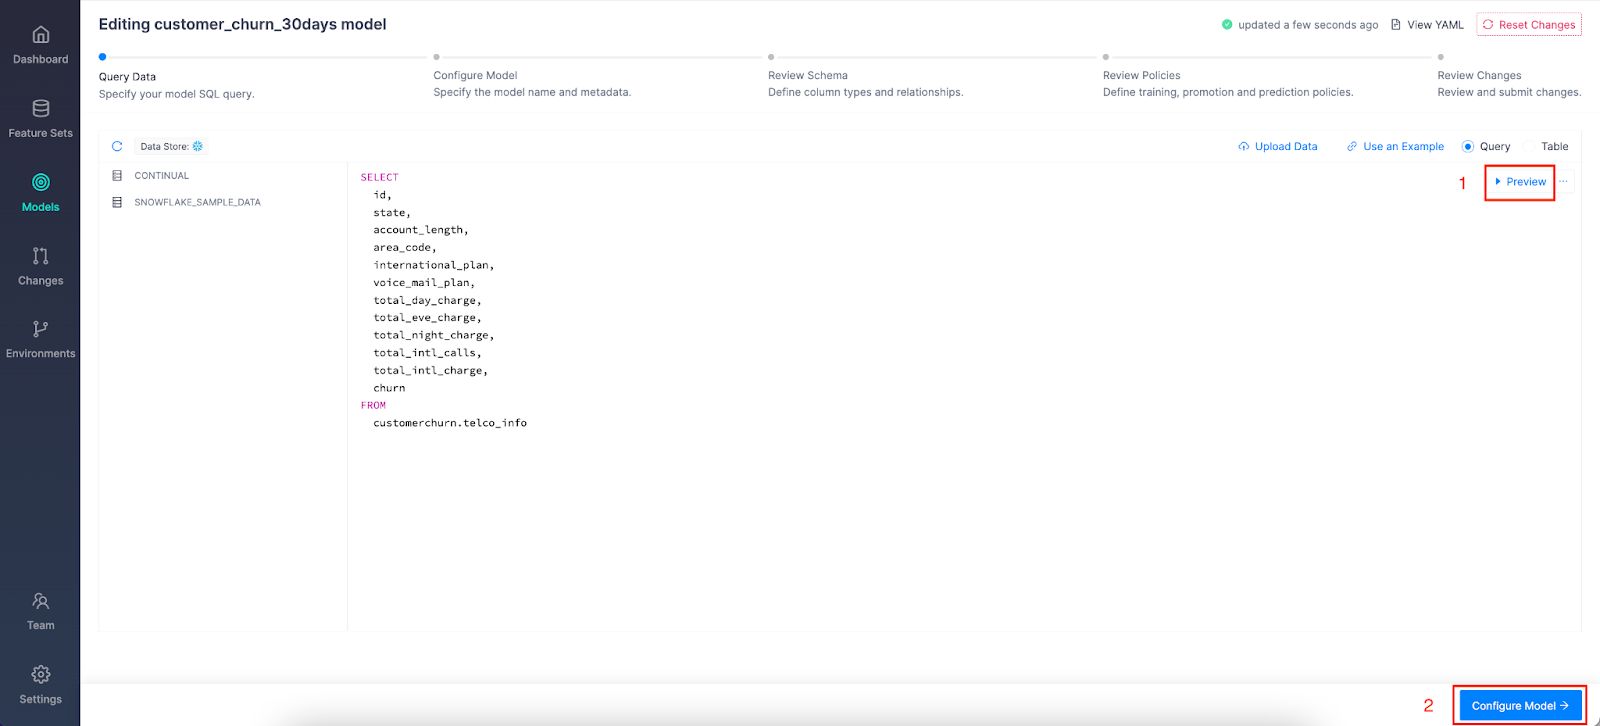 Editing customer_churn_30days model
updated a few seconds ago View YAML Reset Changes
Dashboard
Feature Sets
Models
Changes
Environments
Team
Settings
Query Data
Specify your model SQL query.
Configure Model
Specify the model name and metadata.
Review Schema
Define column types and relationships.
Review Policies
Define training, promotion and prediction policies.
Review Changes
Review and submit changes.
Data Store:
Upload Data Use an Example Query Table
CONTINUAL
SNOWFLAKE_SAMPLE_DATA
1 Preview ...
SELECT
id,
state,
account_length,
area_code,
international_plan,
voice_mail_plan,
total_day_charge,
total_eve_charge,
total_night_charge,
total_intl_calls,
total_intl_charge,
churn
FROM
customerchurn.telco_info
2 Configure Model →